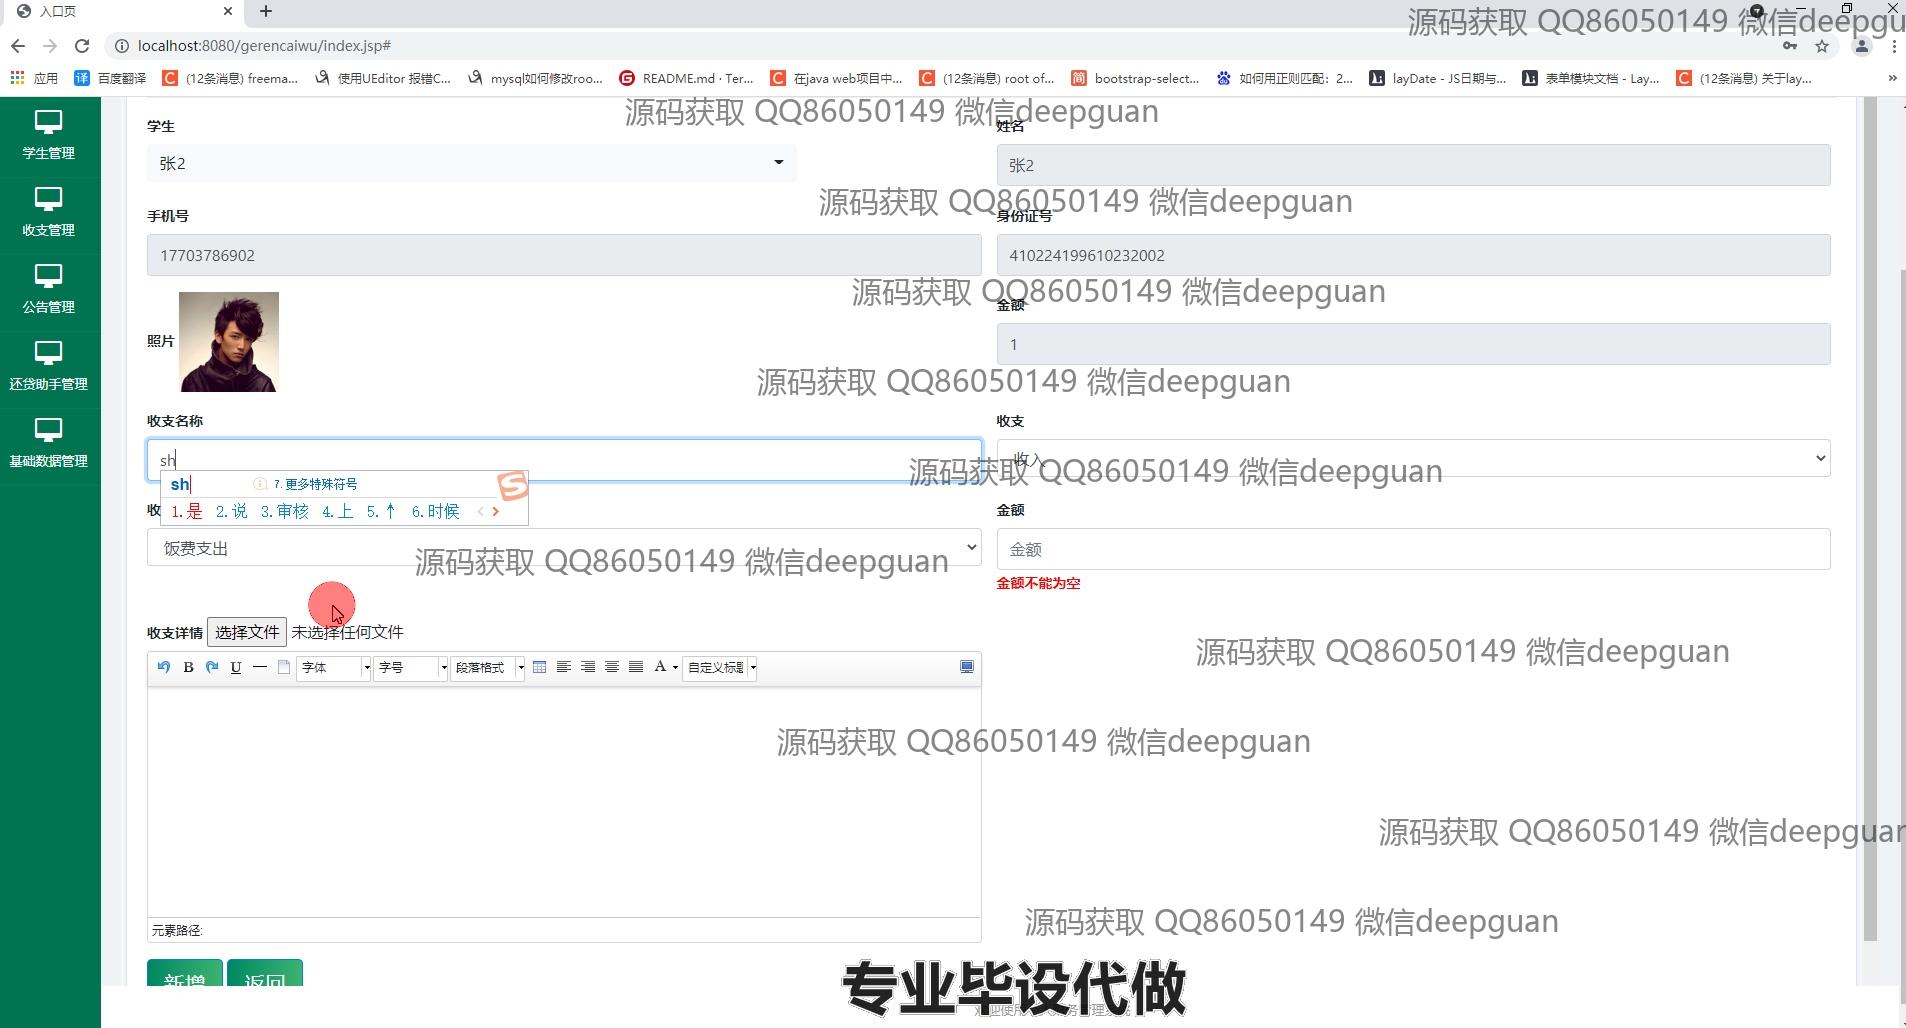 入口页
源码获取 QQ86050149 微信deepgu
localhost:8080/gerencaiwu/index.jsp#
应用
百度翻译
(12条消息) freema...
使用UEditor 报错C...
mysql如何修改roo...
README.md · Ter...
在java web项目中...
(12条消息) root of...
bootstrap-select...
如何用正则匹配：2...
layDate - JS日期与...
表单模块文档 - Lay...
(12条消息) 关于lay...
源码获取 QQ86050149 微信deepguan
学生管理
收支管理
公告管理
还贷助手管理
基础数据管理
学生
姓名
张2
张2
源码获取 QQ86050149 微信deepguan
手机号
身份证号
17703786902
410224199610232002
源码获取 QQ86050149 微信deepguan
照片
金额
1
源码获取 QQ86050149 微信deepguan
收支名称
收支
sh
收入
源码获取 QQ86050149 微信deepguan
sh
7.更多特殊符号
1.是 2.说 3.审核 4.上 5.↑ 6.时候
收
金额
饭费支出
金额
源码获取 QQ86050149 微信deepguan
金额不能为空
收支详情 选择文件 未选择任何文件
源码获取 QQ86050149 微信deepguan
B U 字体 字号 段落格式 A 自定义标题
源码获取 QQ86050149 微信deepguan
源码获取 QQ86050149 微信deepguan
源码获取 QQ86050149 微信deepguan
元素路径:
新增 返回
专业毕设代做